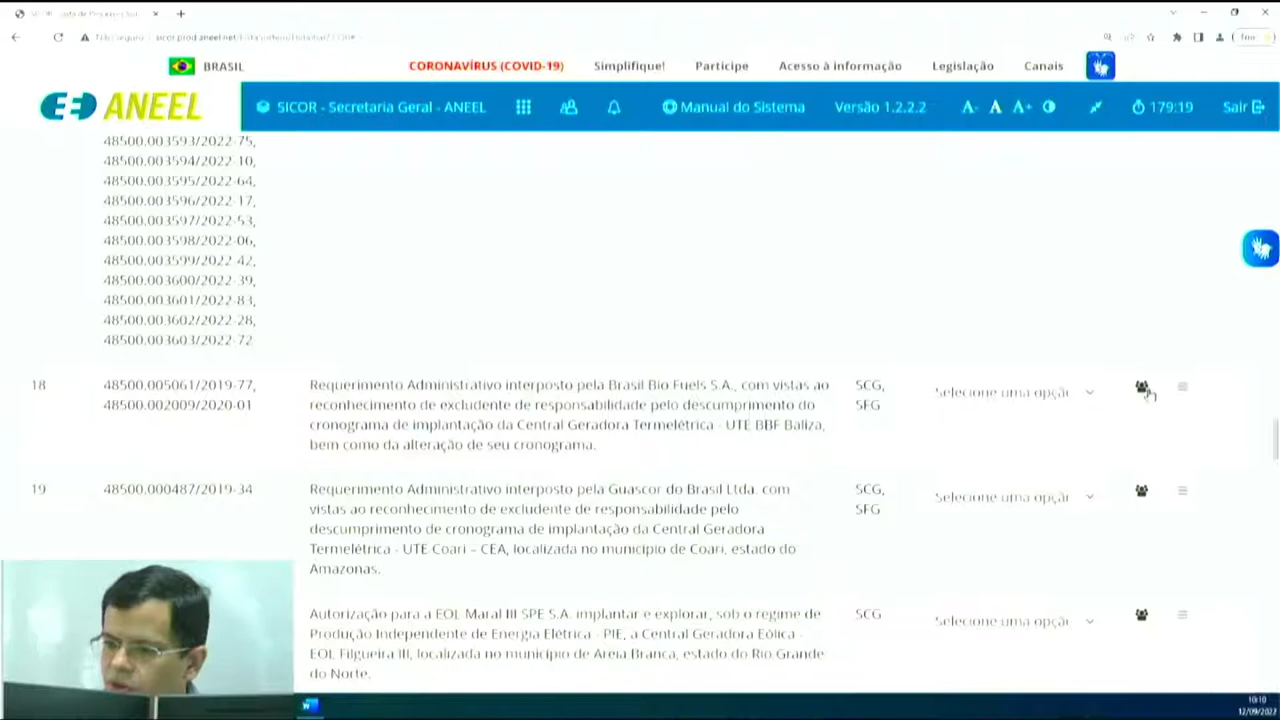 BRASIL
CORONAVÍRUS (COVID-19)
Simplifique!
Participe
Acesso à informação
Legislação
Canais
ANEEL
SICOR - Secretaria Geral - ANEEL
Manual do Sistema
Versão 1.2.2.2
A-
A
A+
179:19
Sair
48500.003593/2022-75,
48500.003594/2022-10,
48500.003595/2022-64,
48500.003596/2022-17,
48500.003597/2022-53,
48500.003598/2022-06,
48500.003599/2022-42,
48500.003600/2022-39,
48500.003601/2022-83,
48500.003602/2022-28,
48500.003603/2022-72
18
48500.005061/2019-77,
48500.002009/2020-01
Requerimento Administrativo interposto pela Brasil Bio Fuels S.A., com vistas ao
reconhecimento de excludente de responsabilidade pelo descumprimento do
cronograma de implantação da Central Geradora Termelétrica - UTE BBF Baliza,
bem como da alteração de seu cronograma.
SCG,
SFG
Selecione uma opçã
19
48500.000487/2019-34
Requerimento Administrativo interposto pela Guascor do Brasil Ltda. com
vistas ao reconhecimento de excludente de responsabilidade pelo
descumprimento de cronograma de implantação da Central Geradora
Termelétrica - UTE Coari – CEA, localizada no município de Coari, estado do
Amazonas.
SCG,
SFG
Selecione uma opçã
Autorização para a EOL Maral III SPE S.A. implantar e explorar, sob o regime de
Produção Independente de Energia Elétrica - PIE, a Central Geradora Eólica -
EOL Filgueira III, localizada no município de Areia Branca, estado do Rio Grande
do Norte.
SCG
Selecione uma opçã
10:10
12/09/2022